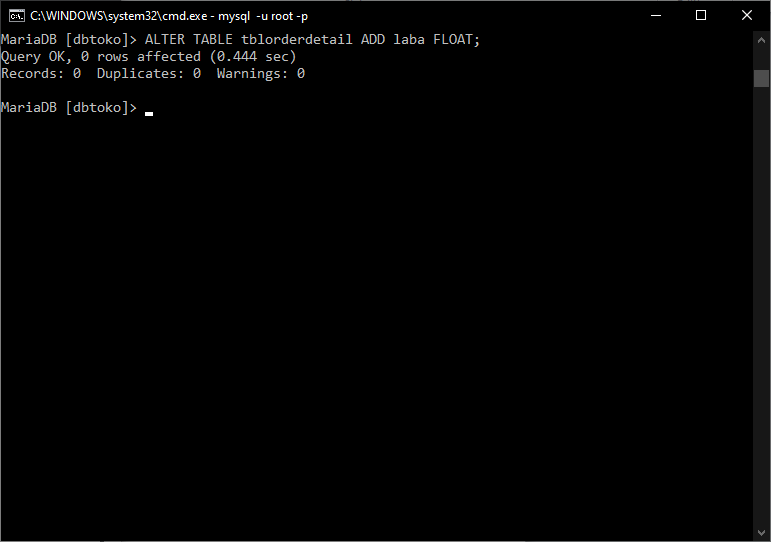 C:\WINDOWS\system32\cmd.exe - mysql  -u root -p
MariaDB [dbtoko]> ALTER TABLE tblorderdetail ADD laba FLOAT;
Query OK, 0 rows affected (0.444 sec)
Records: 0  Duplicates: 0  Warnings: 0
MariaDB [dbtoko]>